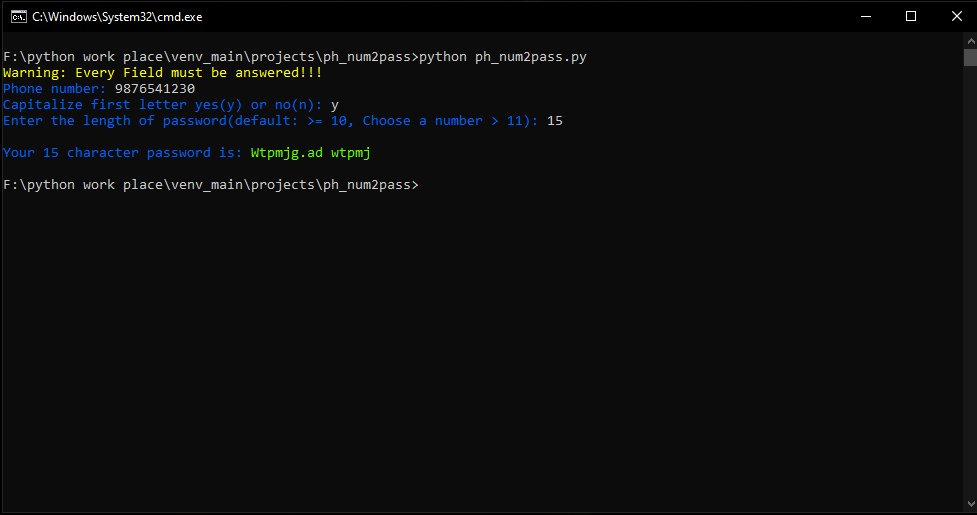 C:\Windows\System32\cmd.exe
F:\python work place\venv_main\projects\ph_num2pass>python ph_num2pass.py
Warning: Every Field must be answered!!!
Phone number: 9876541230
Capitalize first letter yes(y) or no(n): y
Enter the length of password(default: >= 10, Choose a number > 11): 15
Your 15 character password is: Wtpmjg.ad wtpmj
F:\python work place\venv_main\projects\ph_num2pass>